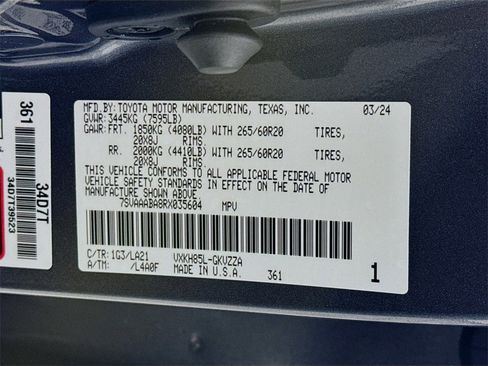 MFD. BY: TOYOTA MOTOR MANUFACTURING, TEXAS, INC. 03/24
GVWR: 3445KG (7595LB)
GAWR: FRT. 1850KG (4080LB) WITH 265/60R20 TIRES,
20X8J RIMS.
RR. 2000KG (4410LB) WITH 265/60R20 TIRES,
20X8J RIMS.
THIS VEHICLE CONFORMS TO ALL APPLICABLE FEDERAL MOTOR
VEHICLE SAFETY STANDARDS IN EFFECT ON THE DATE OF
MANUFACTURE SHOWN ABOVE.
7SVAAABA8RX035604 MPV
C/TR: 1G3/LA21 VXKH85L-GKVZZA
A/TM: /L4A0F MADE IN U.S.A. 361 1
361
34D7T
34D7T39523